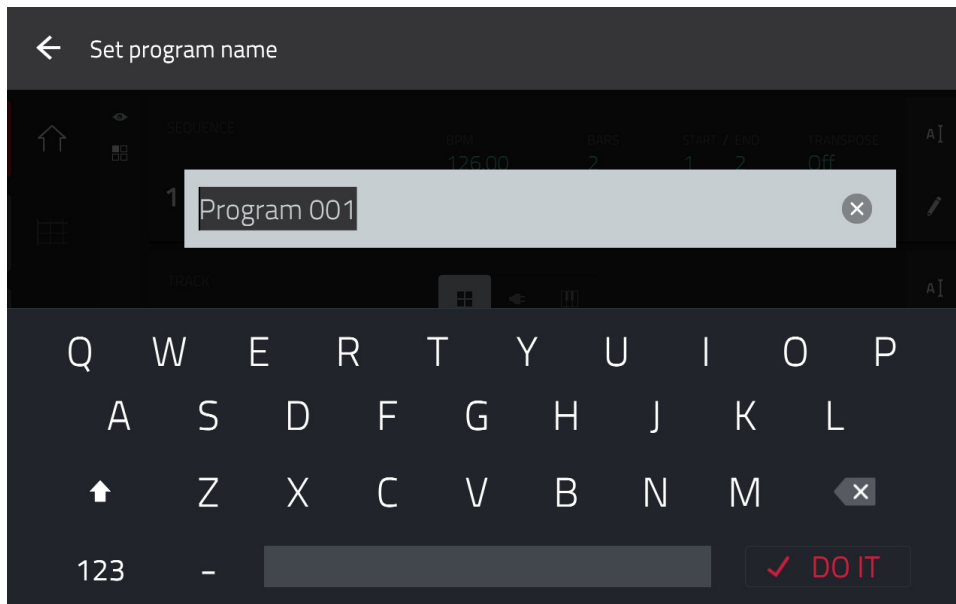 Set program name
SEQUENCE
BPM BARS START / END TRANSPOSE
126.00 2 1 2 Off
1
Program 001
TRACK
Q W E R T Y U I O P
A S D F G H J K L
Z X C V B N M
123 - DO IT